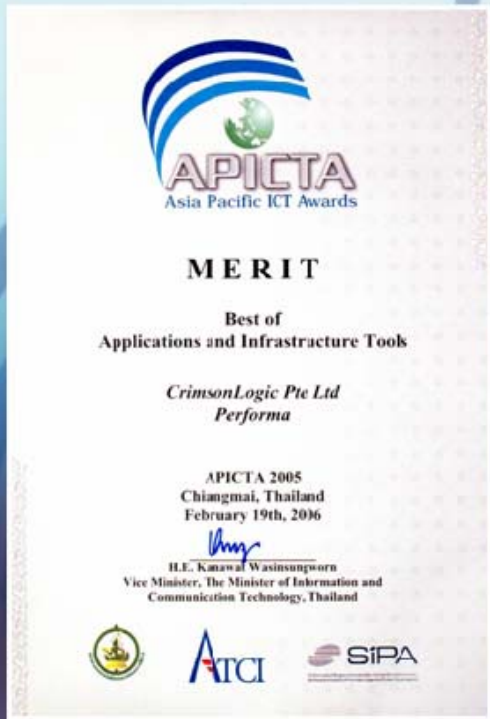 APICTA
Asia Pacific ICT Awards
MERIT
Best of
Applications and Infrastructure Tools
CrimsonLogic Pte Ltd
Performa
APICTA 2005
Chiangmai, Thailand
February 19th, 2006
H.E. Kanawat Wasinsungworn
Vice Minister, The Minister of Information and
Communication Technology, Thailand
ATCI
SiPA